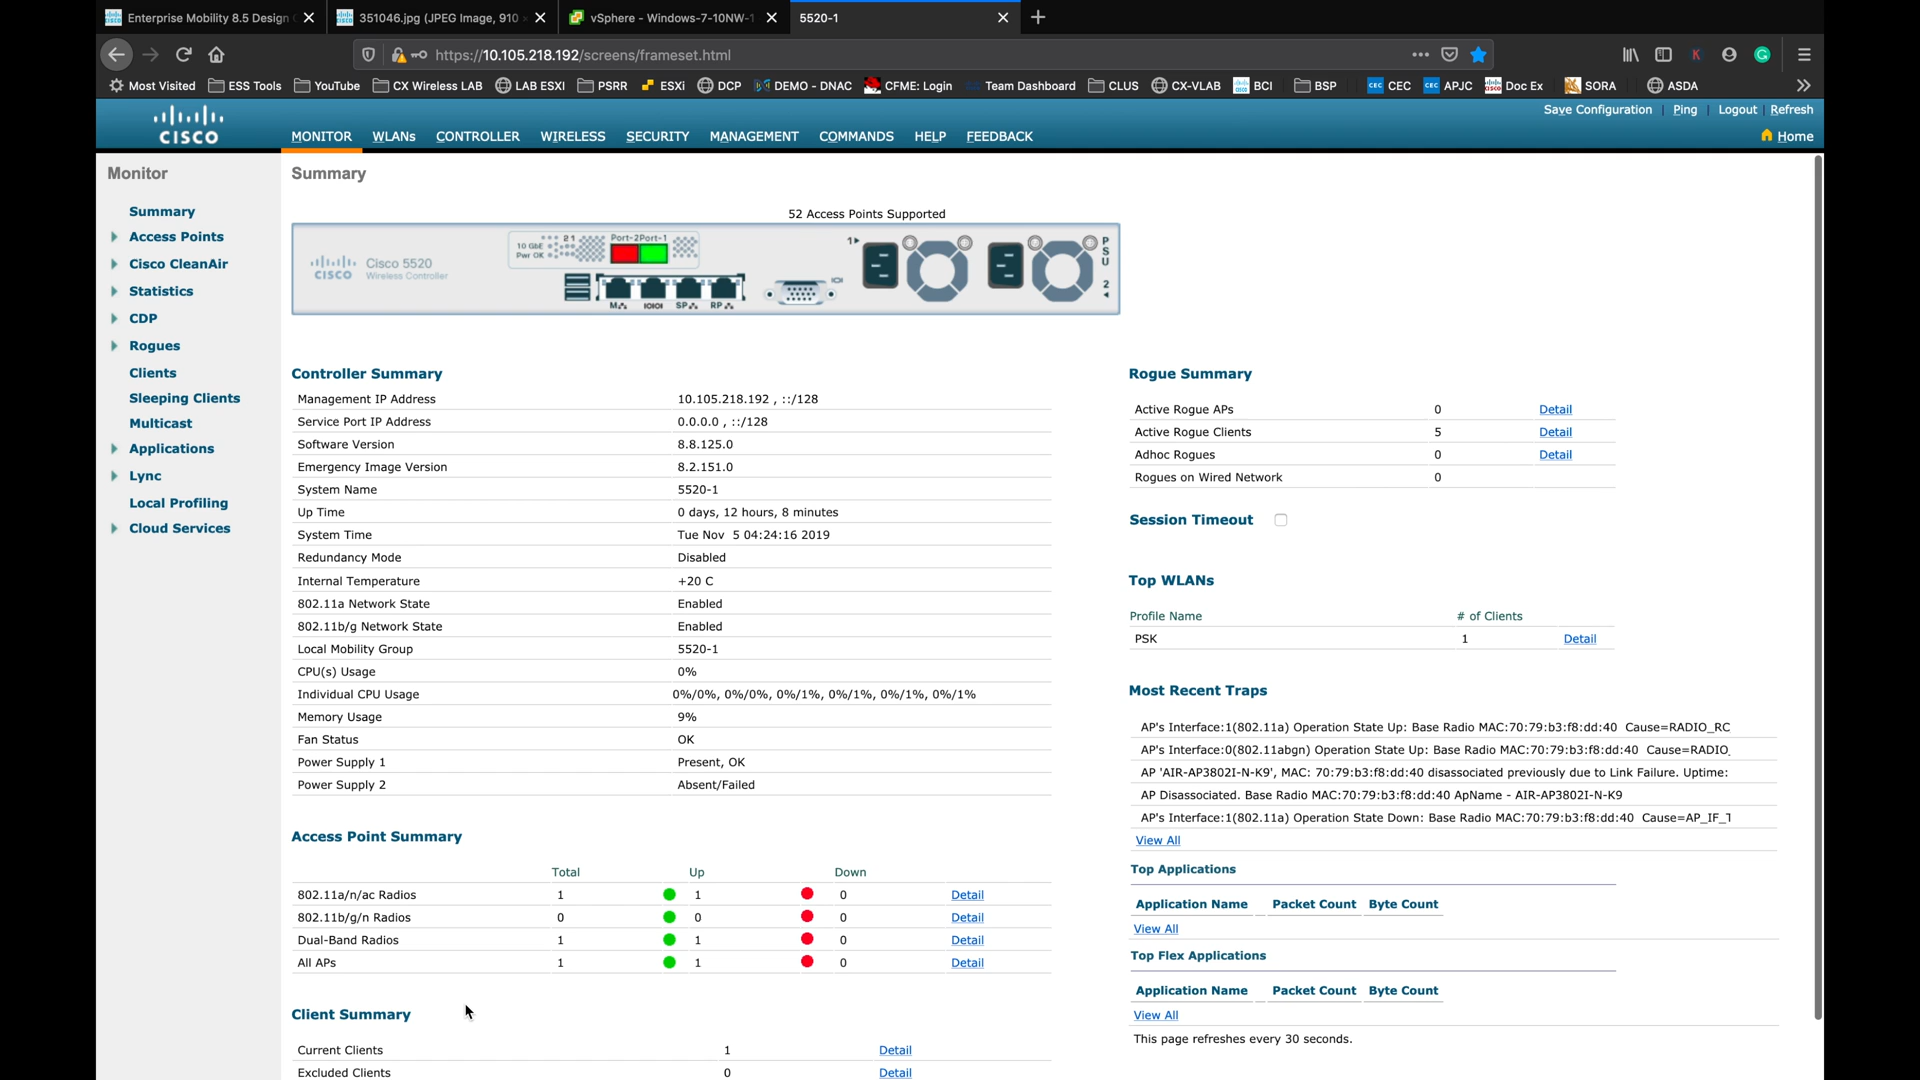 Enterprise Mobility 8.5 Design
351046.jpg (JPEG Image, 910
vSphere - Windows-7-10NW-1
5520-1
https://10.105.218.192/screens/frameset.html
Most Visited
ESS Tools
YouTube
CX Wireless LAB
LAB ESXI
PSRR
ESXi
DCP
DEMO - DNAC
CFME: Login
Team Dashboard
CLUS
CX-VLAB
BCI
BSP
CEC
APJC
Doc Ex
SORA
ASDA
Save Configuration
Ping
Logout
Refresh
CISCO
MONITOR
WLANs
CONTROLLER
WIRELESS
SECURITY
MANAGEMENT
COMMANDS
HELP
FEEDBACK
Home
Monitor
Summary
Access Points
Cisco CleanAir
Statistics
CDP
Rogues
Clients
Sleeping Clients
Multicast
Applications
Lync
Local Profiling
Cloud Services
Summary
52 Access Points Supported
CISCO
Cisco 5520
Wireless Controller
10 GbE
Pwr OK
2 1
Port-2 Port-1
M
IOIOI
SP
RP
1
PSU
2
Controller Summary
Management IP Address 10.105.218.192 , ::/128
Service Port IP Address 0.0.0.0 , ::/128
Software Version 8.8.125.0
Emergency Image Version 8.2.151.0
System Name 5520-1
Up Time 0 days, 12 hours, 8 minutes
System Time Tue Nov 5 04:24:16 2019
Redundancy Mode Disabled
Internal Temperature +20 C
802.11a Network State Enabled
802.11b/g Network State Enabled
Local Mobility Group 5520-1
CPU(s) Usage 0%
Individual CPU Usage 0%/0%, 0%/0%, 0%/1%, 0%/1%, 0%/1%, 0%/1%
Memory Usage 9%
Fan Status OK
Power Supply 1 Present, OK
Power Supply 2 Absent/Failed
Access Point Summary
Total Up Down
802.11a/n/ac Radios 1 1 0 Detail
802.11b/g/n Radios 0 0 0 Detail
Dual-Band Radios 1 1 0 Detail
All APs 1 1 0 Detail
Client Summary
Current Clients 1 Detail
Excluded Clients 0 Detail
Rogue Summary
Active Rogue APs 0 Detail
Active Rogue Clients 5 Detail
Adhoc Rogues 0 Detail
Rogues on Wired Network 0
Session Timeout
Top WLANs
Profile Name # of Clients
PSK 1 Detail
Most Recent Traps
AP's Interface:1(802.11a) Operation State Up: Base Radio MAC:70:79:b3:f8:dd:40 Cause=RADIO_RC
AP's Interface:0(802.11abgn) Operation State Up: Base Radio MAC:70:79:b3:f8:dd:40 Cause=RADIO_
AP 'AIR-AP3802I-N-K9', MAC: 70:79:b3:f8:dd:40 disassociated previously due to Link Failure. Uptime:
AP Disassociated. Base Radio MAC:70:79:b3:f8:dd:40 ApName - AIR-AP3802I-N-K9
AP's Interface:1(802.11a) Operation State Down: Base Radio MAC:70:79:b3:f8:dd:40 Cause=AP_IF_
View All
Top Applications
Application Name Packet Count Byte Count
View All
Top Flex Applications
Application Name Packet Count Byte Count
View All
This page refreshes every 30 seconds.